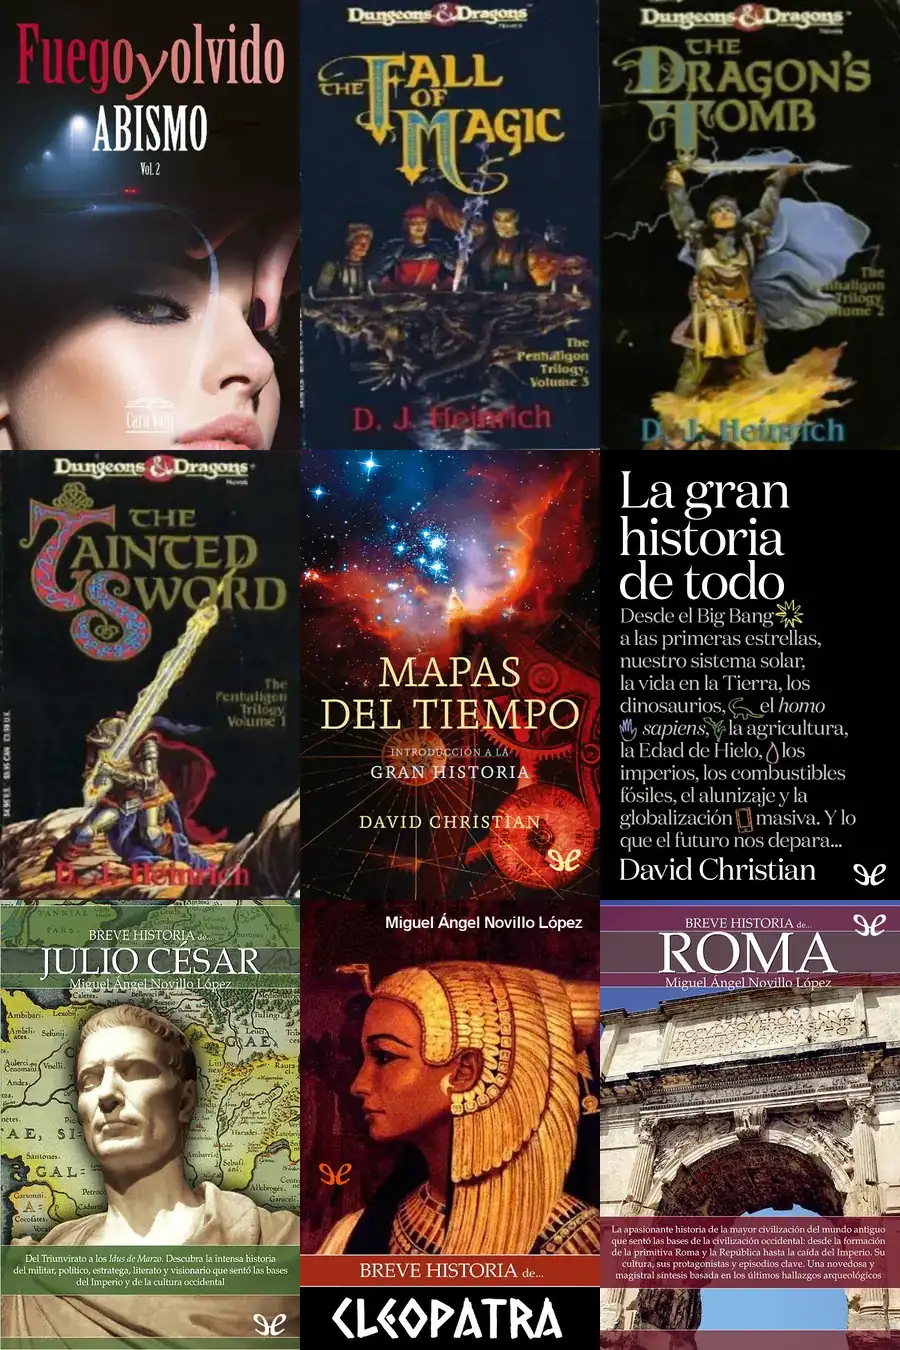 Fuegoyolvido
ABISMO
Vol. 2
Dungeons & Dragons
THE FALL
OF
MAGIC
The
Penhaligon
Trilogy,
Volume 3
D. J. Heinrich
Dungeons & Dragons
THE
DRAGON'S
TOMB
The
Penhaligon
Trilogy,
Volume 2
D. J. Heinrich
Dungeons & Dragons
THE
TAINTED
SWORD
The
Penhaligon
Trilogy,
Volume 1
D. J. Heinrich
MAPAS
DEL TIEMPO
INTRODUCCIÓN A LA
GRAN HISTORIA
DAVID CHRISTIAN
La gran
historia
de todo
Desde el Big Bang
a las primeras estrellas,
nuestro sistema solar,
la vida en la Tierra, los
dinosaurios, el homo
sapiens, la agricultura,
la Edad de Hielo, los
imperios, los combustibles
fósiles, el alunizaje y la
globalización masiva. Y lo
que el futuro nos depara...
David Christian
BREVE HISTORIA de...
JULIO CÉSAR
Miguel Ángel Novillo López
Del Triunvirato a los Idus de Marzo. Descubra la intensa historia
del militar, político, estratega, literato y visionario que sentó las bases
del Imperio y de la cultura occidental
Miguel Ángel Novillo López
BREVE HISTORIA de...
CLEOPATRA
BREVE HISTORIA de...
ROMA
Miguel Ángel Novillo López
La apasionante historia de la mayor civilización del mundo antiguo
que sentó las bases de la civilización occidental: desde la formación
de la primitiva Roma y la República hasta la caída del Imperio. Su
cultura, sus protagonistas y episodios clave. Una novedosa y
magistral síntesis basada en los últimos hallazgos arqueológicos